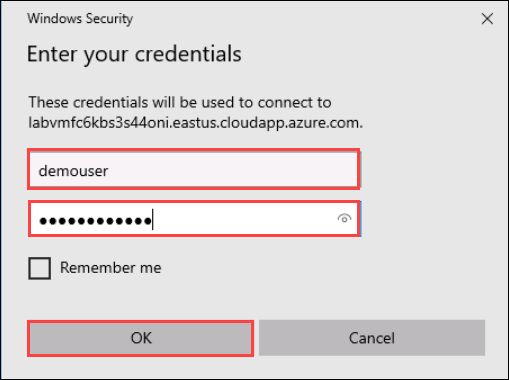 Windows Security
Enter your credentials
These credentials will be used to connect to
labvmfc6kbs3s44oni.eastus.cloudapp.azure.com.
demouser
●●●●●●●●●●●●
Remember me
OK
Cancel